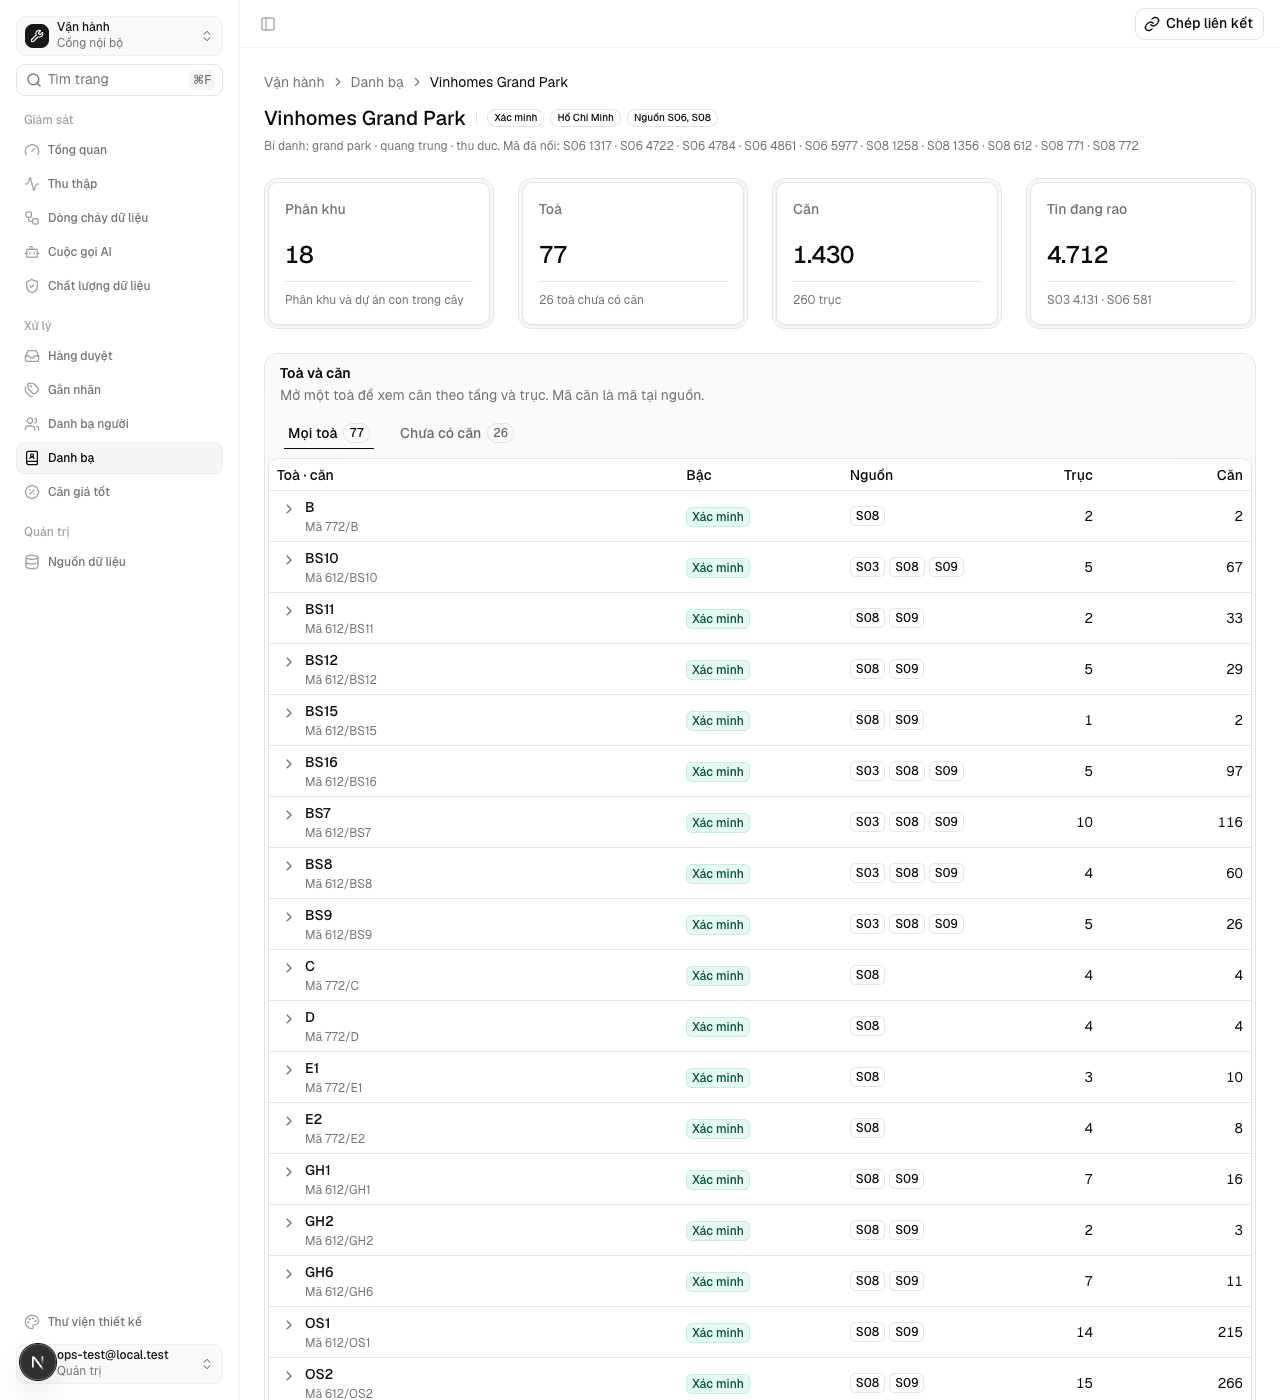 Vận hành
Cổng nội bộ
Tìm trang
⌘F
Giám sát
Tổng quan
Thu thập
Dòng chảy dữ liệu
Cuộc gọi AI
Chất lượng dữ liệu
Xử lý
Hàng duyệt
Gắn nhãn
Danh bạ người
Danh bạ
Căn giá tốt
Quản trị
Nguồn dữ liệu
Thư viện thiết kế
N
ops-test@local.test
Quản trị
Chép liên kết
Vận hành > Danh bạ > Vinhomes Grand Park
Vinhomes Grand Park Xác minh Hồ Chí Minh Nguồn S06, S08
Bí danh: grand park · quang trung · thu duc. Mã đã nối: S06 1317 · S06 4722 · S06 4784 · S06 4861 · S06 5977 · S08 1258 · S08 1356 · S08 612 · S08 771 · S08 772
Phân khu
18
Phân khu và dự án con trong cây
Toà
77
26 toà chưa có căn
Căn
1.430
260 trục
Tin đang rao
4.712
S03 4.131 · S06 581
Toà và căn
Mở một toà để xem căn theo tầng và trục. Mã căn là mã tại nguồn.
Mọi toà 77 Chưa có căn 26
Toà · căn Bậc Nguồn Trục Căn
B
Mã 772/B
Xác minh S08 2 2
BS10
Mã 612/BS10
Xác minh S03 S08 S09 5 67
BS11
Mã 612/BS11
Xác minh S08 S09 2 33
BS12
Mã 612/BS12
Xác minh S08 S09 5 29
BS15
Mã 612/BS15
Xác minh S08 S09 1 2
BS16
Mã 612/BS16
Xác minh S03 S08 S09 5 97
BS7
Mã 612/BS7
Xác minh S03 S08 S09 10 116
BS8
Mã 612/BS8
Xác minh S03 S08 S09 4 60
BS9
Mã 612/BS9
Xác minh S03 S08 S09 5 26
C
Mã 772/C
Xác minh S08 4 4
D
Mã 772/D
Xác minh S08 4 4
E1
Mã 772/E1
Xác minh S08 3 10
E2
Mã 772/E2
Xác minh S08 4 8
GH1
Mã 612/GH1
Xác minh S08 S09 7 16
GH2
Mã 612/GH2
Xác minh S08 S09 2 3
GH6
Mã 612/GH6
Xác minh S08 S09 7 11
OS1
Mã 612/OS1
Xác minh S08 S09 14 215
OS2
Mã 612/OS2
Xác minh S08 S09 15 266